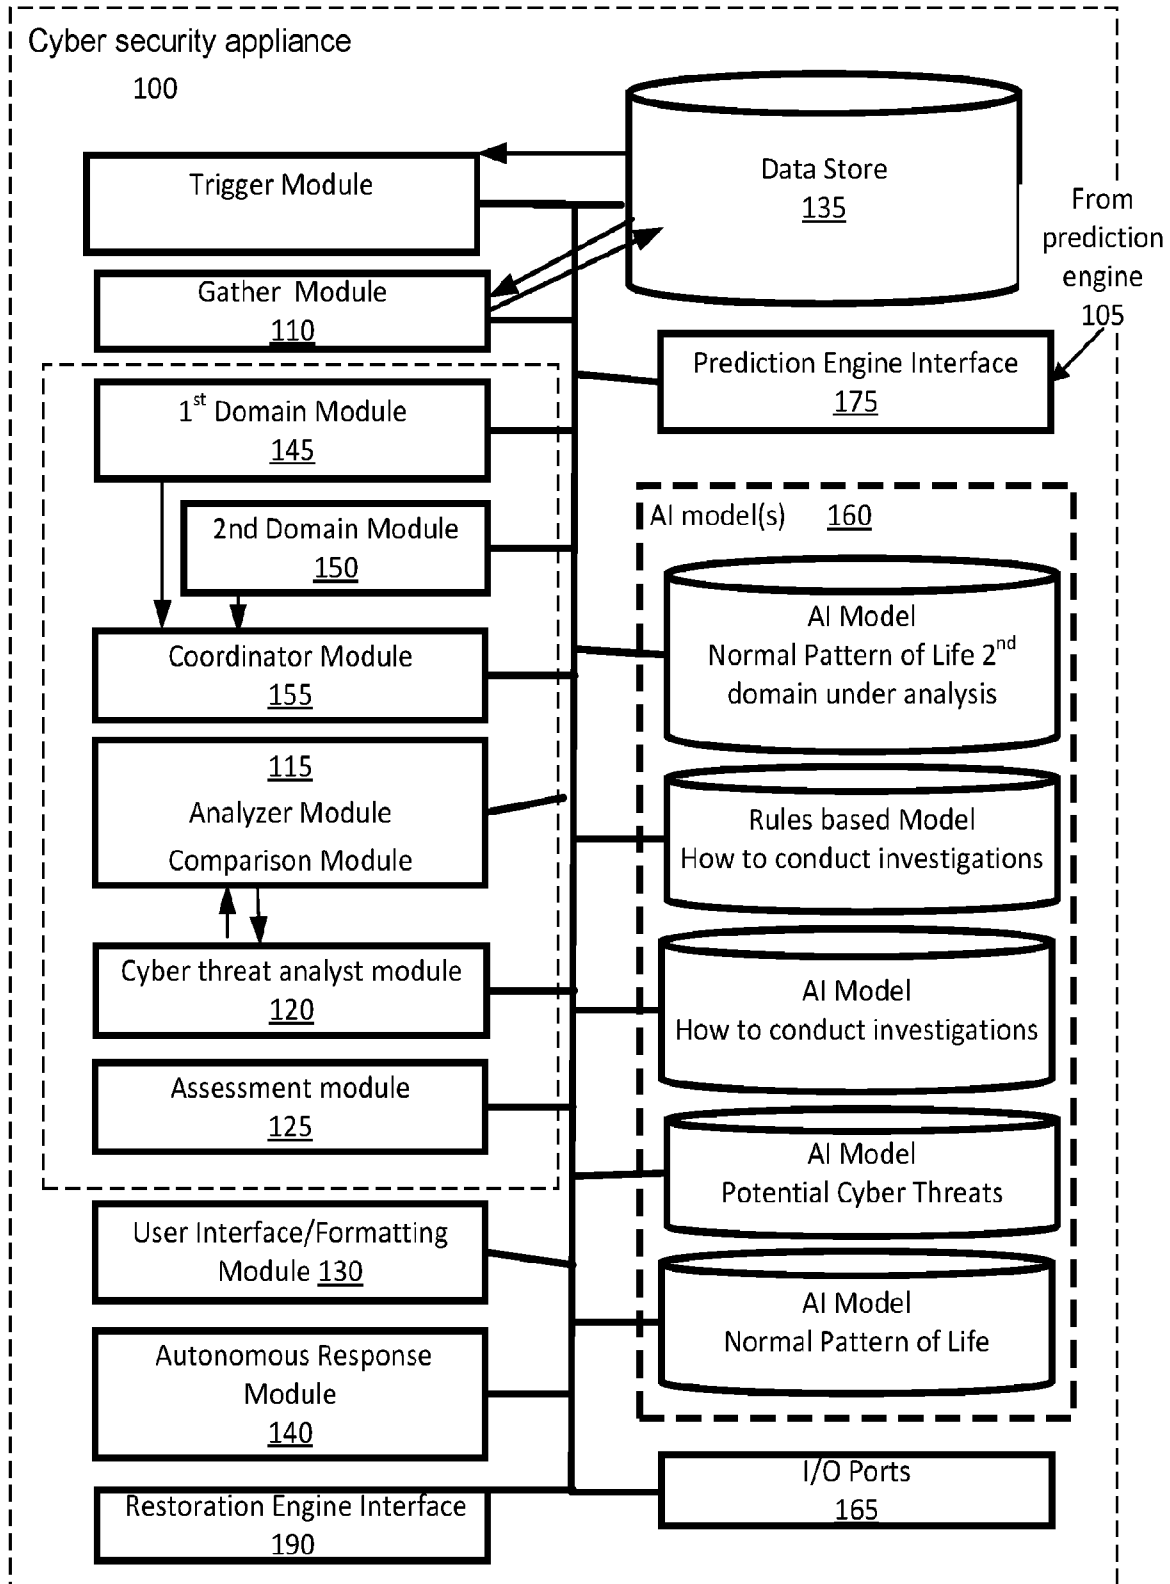 Cyber security appliance
100
Trigger Module
Data Store
135
From
prediction
engine
105
Gather Module
110
Prediction Engine Interface
175
1st Domain Module
145
2nd Domain Module
150
Coordinator Module
155
115
Analyzer Module
Comparison Module
Cyber threat analyst module
120
Assessment module
125
User Interface/Formatting
Module 130
Autonomous Response
Module
140
Restoration Engine Interface
190
AI model(s) 160
AI Model
Normal Pattern of Life 2nd
domain under analysis
Rules based Model
How to conduct investigations
AI Model
How to conduct investigations
AI Model
Potential Cyber Threats
AI Model
Normal Pattern of Life
I/O Ports
165